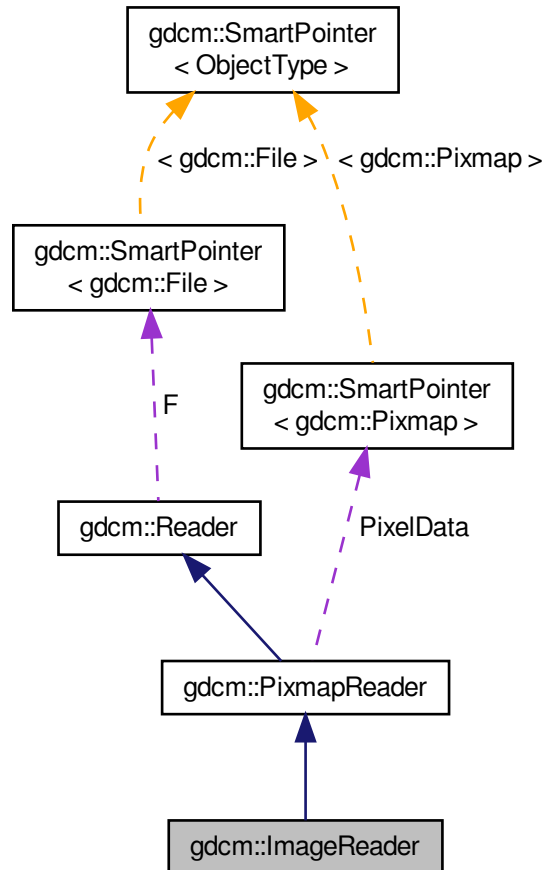 gdcm::SmartPointer
< ObjectType >
< gdcm::File >
< gdcm::Pixmap >
gdcm::SmartPointer
< gdcm::File >
gdcm::SmartPointer
< gdcm::Pixmap >
F
gdcm::Reader
PixelData
gdcm::PixmapReader
gdcm::ImageReader